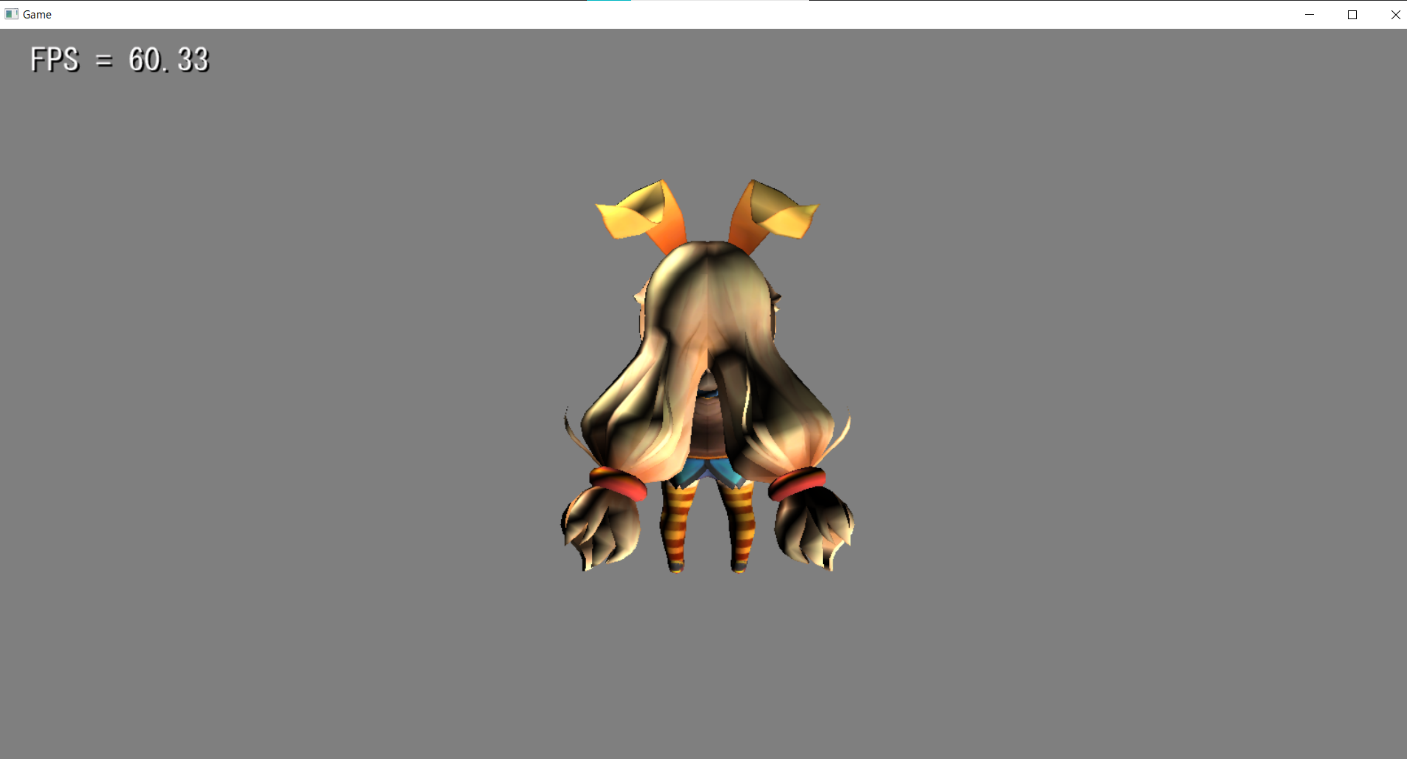 Game
FPS = 60.33